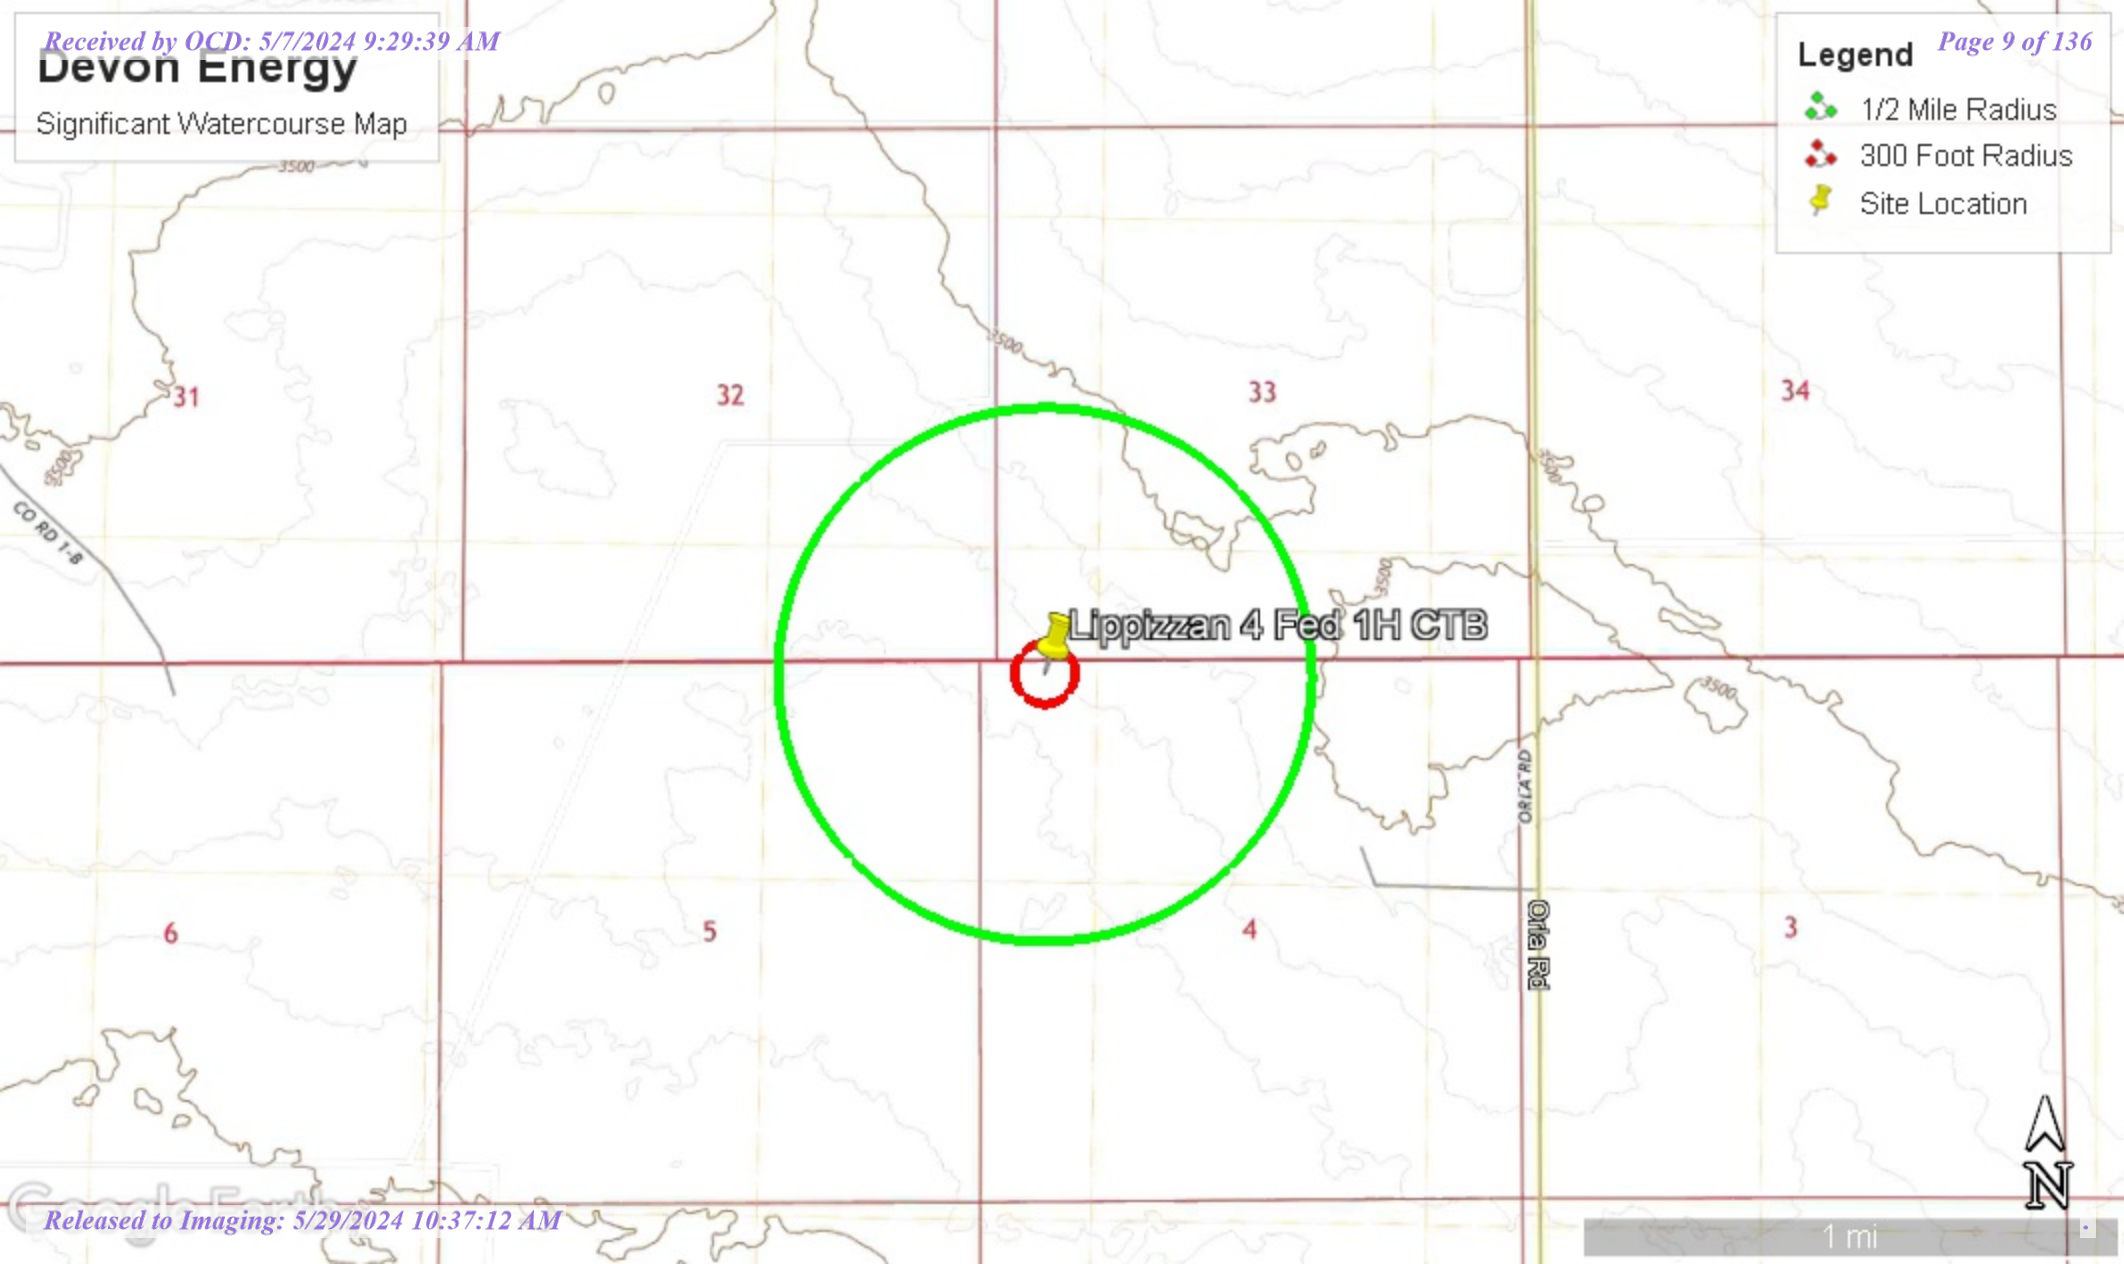 Received by OCD: 5/7/2024 9:29:39 AM
Page 9 of 136
Devon Energy
Significant Watercourse Map
Legend
1/2 Mile Radius
300 Foot Radius
Site Location
3500
3500
31
32
33
34
3500
3500
CO RD 1-B
3500
Lippizzan 4 Fed 1H CTB
3500
ORLA RD
6
5
4
3
Orla Rd
N
Google Earth
Released to Imaging: 5/29/2024 10:37:12 AM
1 mi